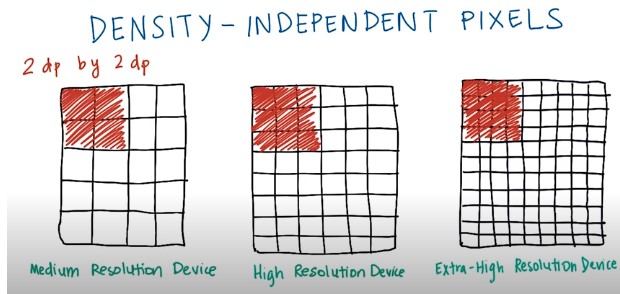 DENSITY-INDEPENDENT PIXELS
2 dp by 2 dp
Medium Resolution Device
High Resolution Device
Extra-High Resolution Device